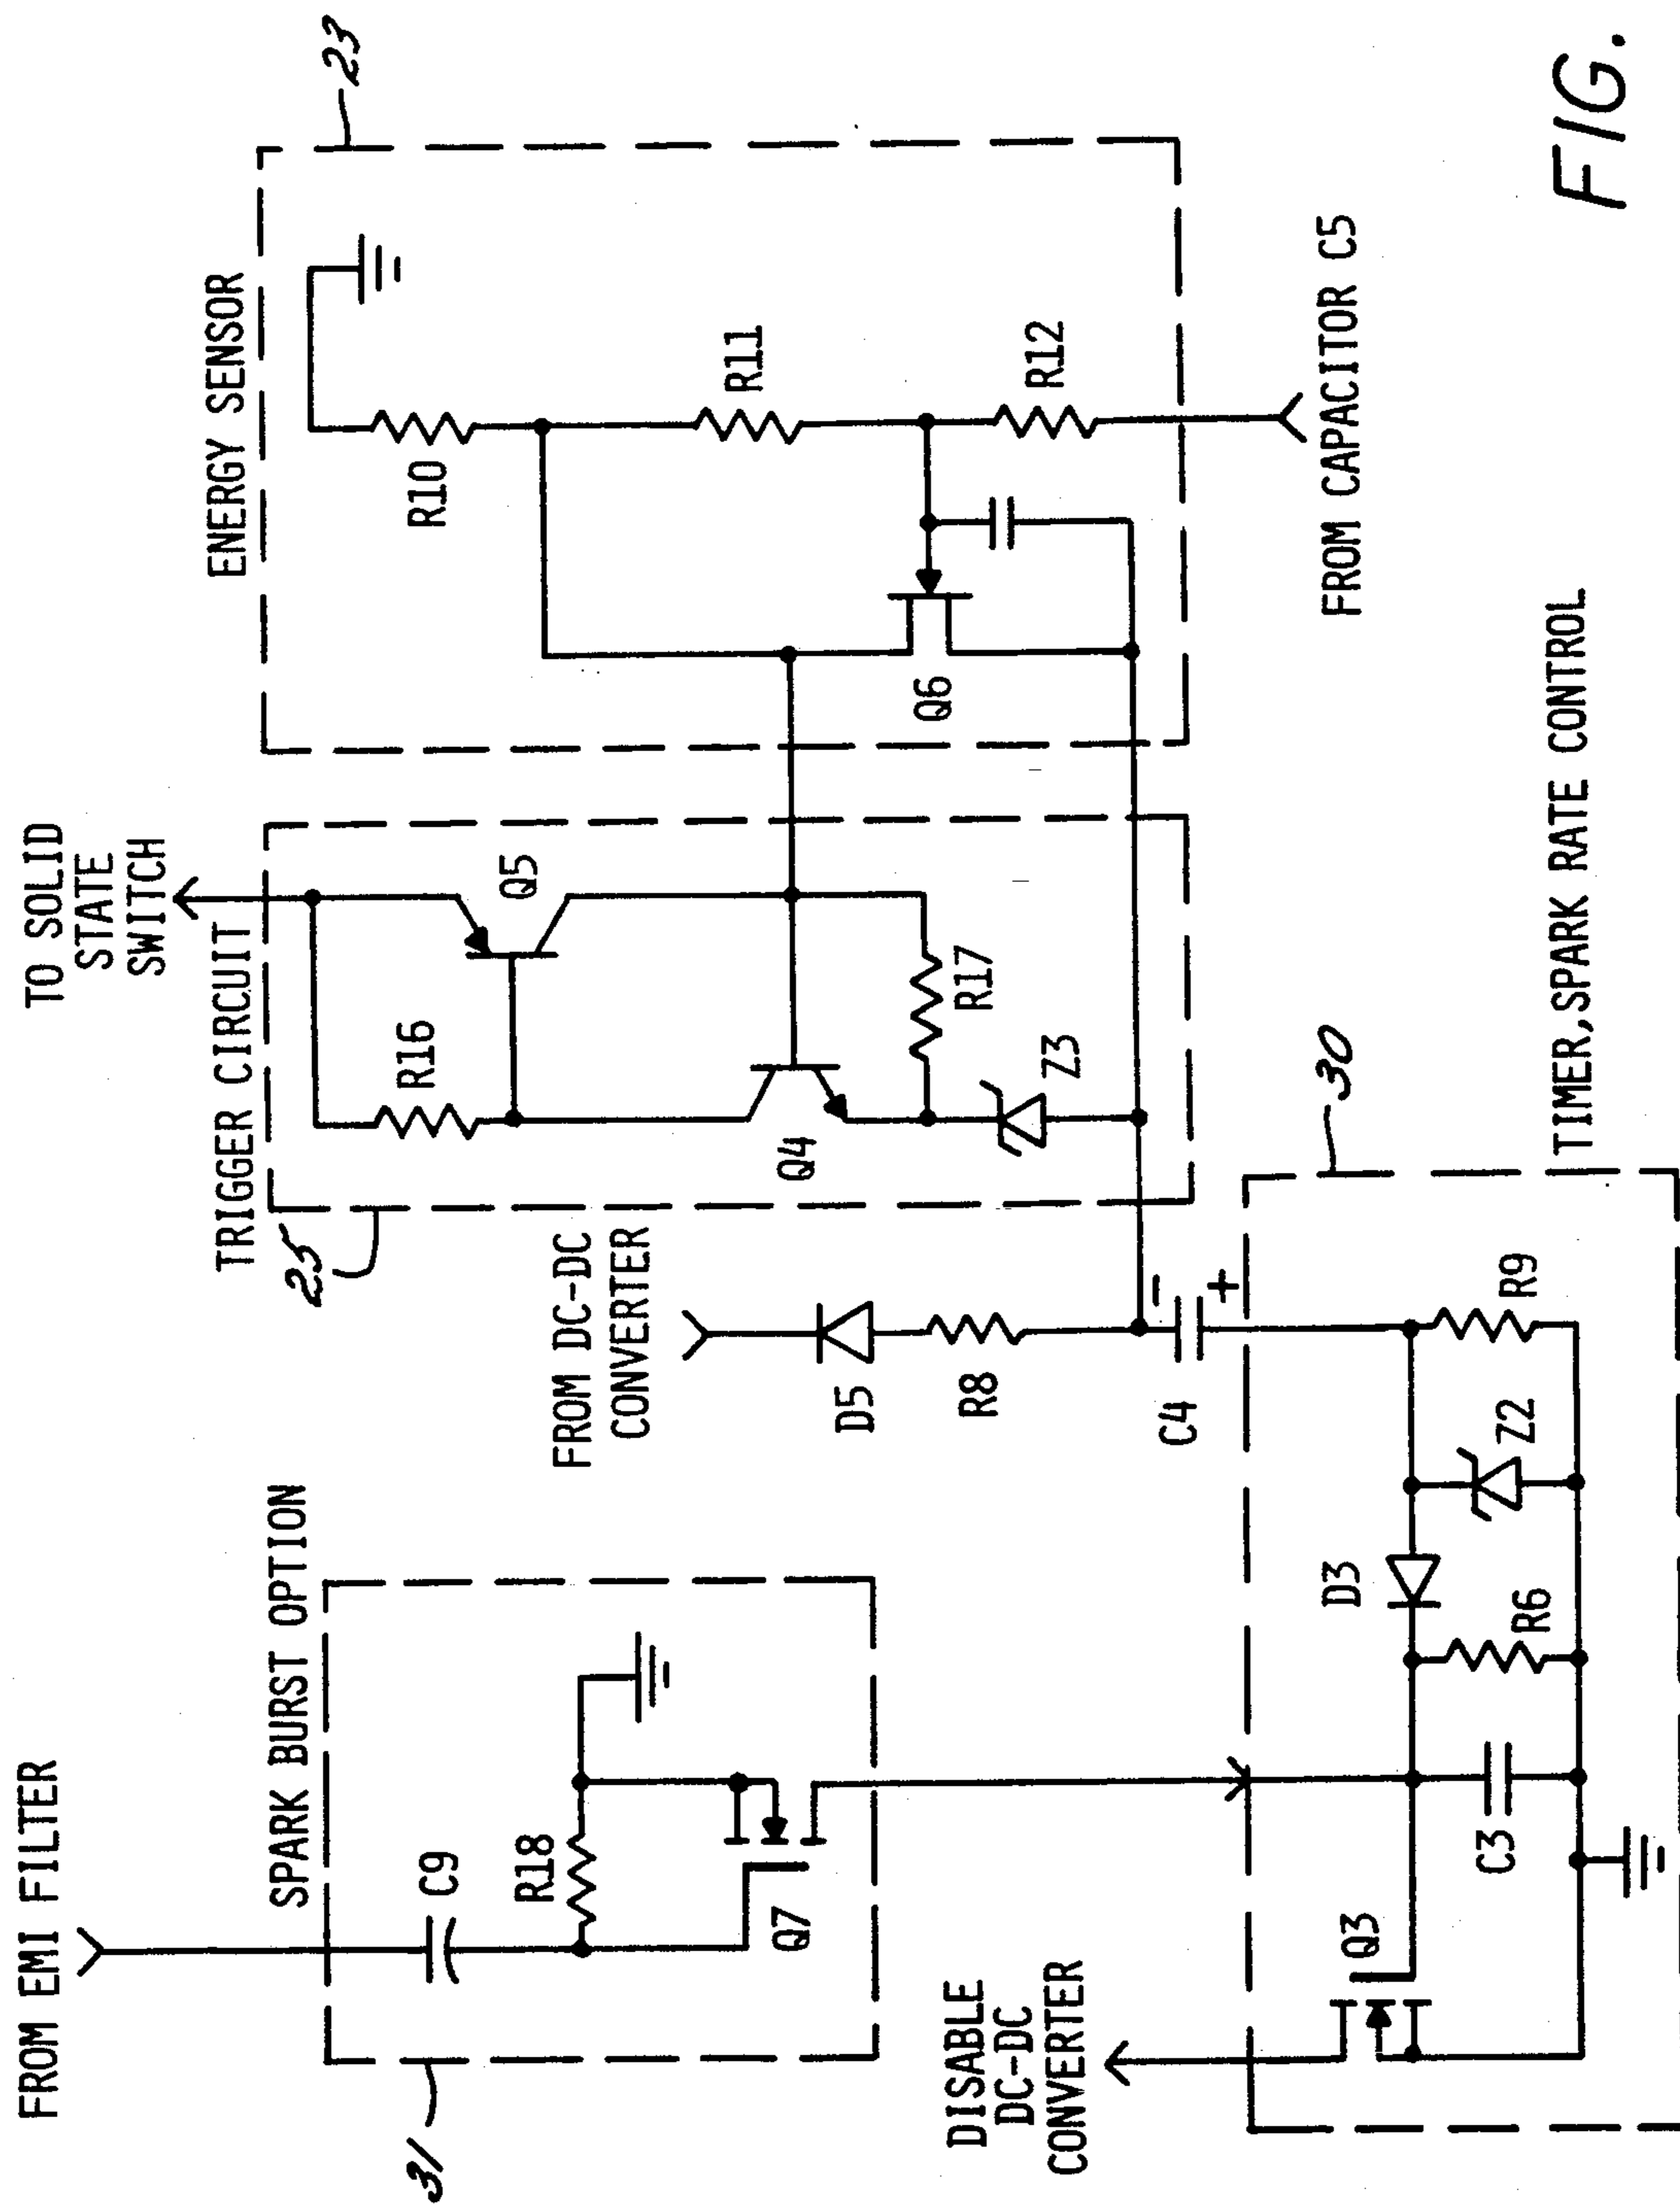 FROM EMI FILTER
SPARK BURST OPTION
31
C9
R18
Q7
DISABLE
DC-DC
CONVERTER
TO SOLID
STATE
SWITCH
TRIGGER CIRCUIT
25
R16
Q5
Q4
R17
Z3
ENERGY SENSOR
23
R10
R11
R12
Q6
FROM CAPACITOR C5
FROM DC-DC
CONVERTER
D5
R8
C4
-
+
30
TIMER,SPARK RATE CONTROL
Q3
C3
R6
D3
Z2
R9
FIG.